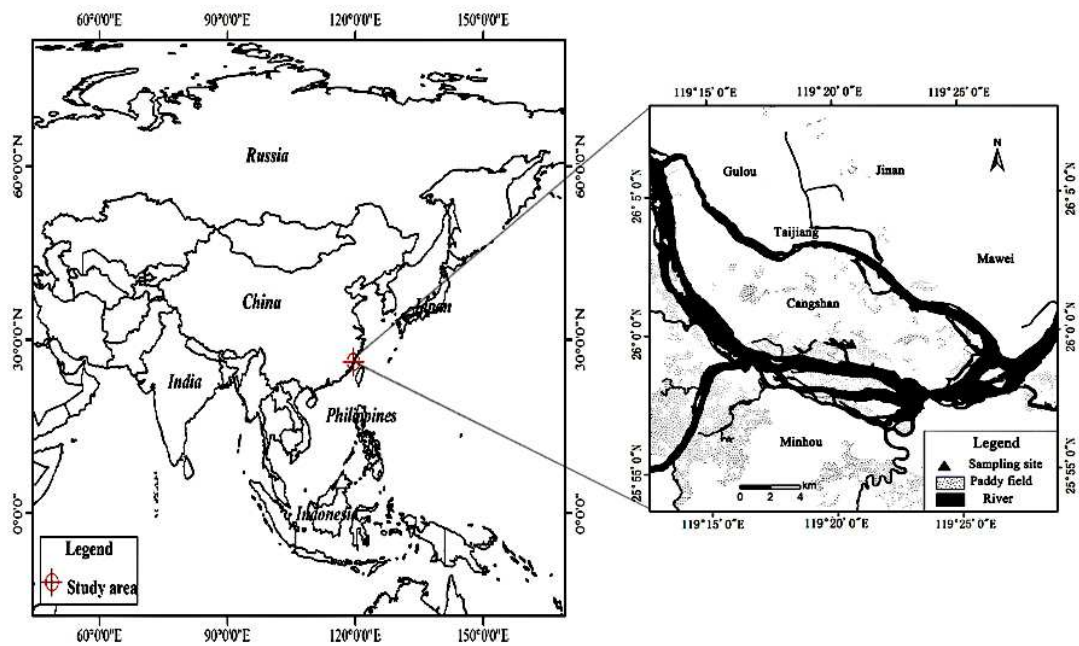 60°0'0"E 90°0'0"E 120°0'0"E 150°0'0"E
60°0'0"N
30°0'0"N
0°0'0"
Russia
China
Japan
India
Philippines
Indonesia
Legend
Study area
60°0'0"N
30°0'0"N
0°0'0"
60°0'0"E 90°0'0"E 120°0'0"E 150°0'0"E
119°15'0"E 119°20'0"E 119°25'0"E
26°5'0"N
26°0'0"N
25°55'0"N
N
Gulou
Jinan
Taijiang
Mawei
Cangshan
Minhou
0 2 4 km
Legend
Sampling site
Paddy field
River
26°5'0"N
26°0'0"N
25°55'0"N
119°15'0"E 119°20'0"E 119°25'0"E